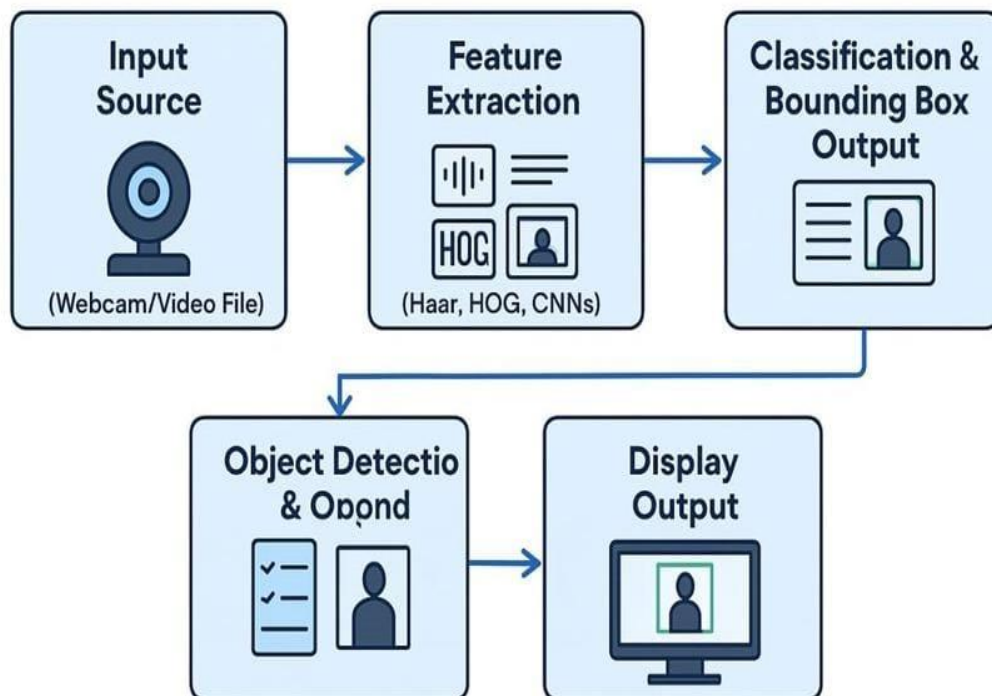 Input
Source
(Webcam/Video File)
Feature
Extraction
HOG
(Haar, HOG, CNNs)
Classification &
Bounding Box
Output
Object Detectio
&
Display
Output